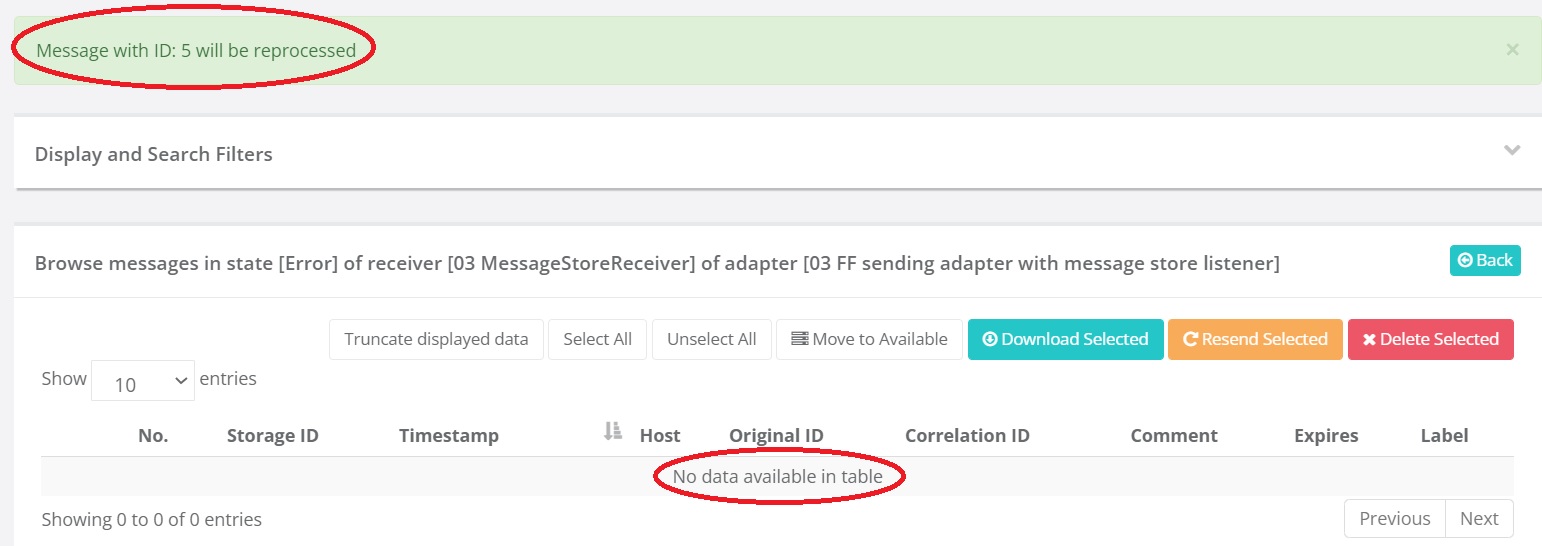 Message with ID: 5 will be reprocessed ×
Display and Search Filters
Browse messages in state [Error] of receiver [03 MessageStoreReceiver] of adapter [03 FF sending adapter with message store listener] Back
Truncate displayed data Select All Unselect All Move to Available Download Selected Resend Selected Delete Selected
Show 10 entries
No. Storage ID Timestamp Host Original ID Correlation ID Comment Expires Label
No data available in table
Showing 0 to 0 of 0 entries Previous Next